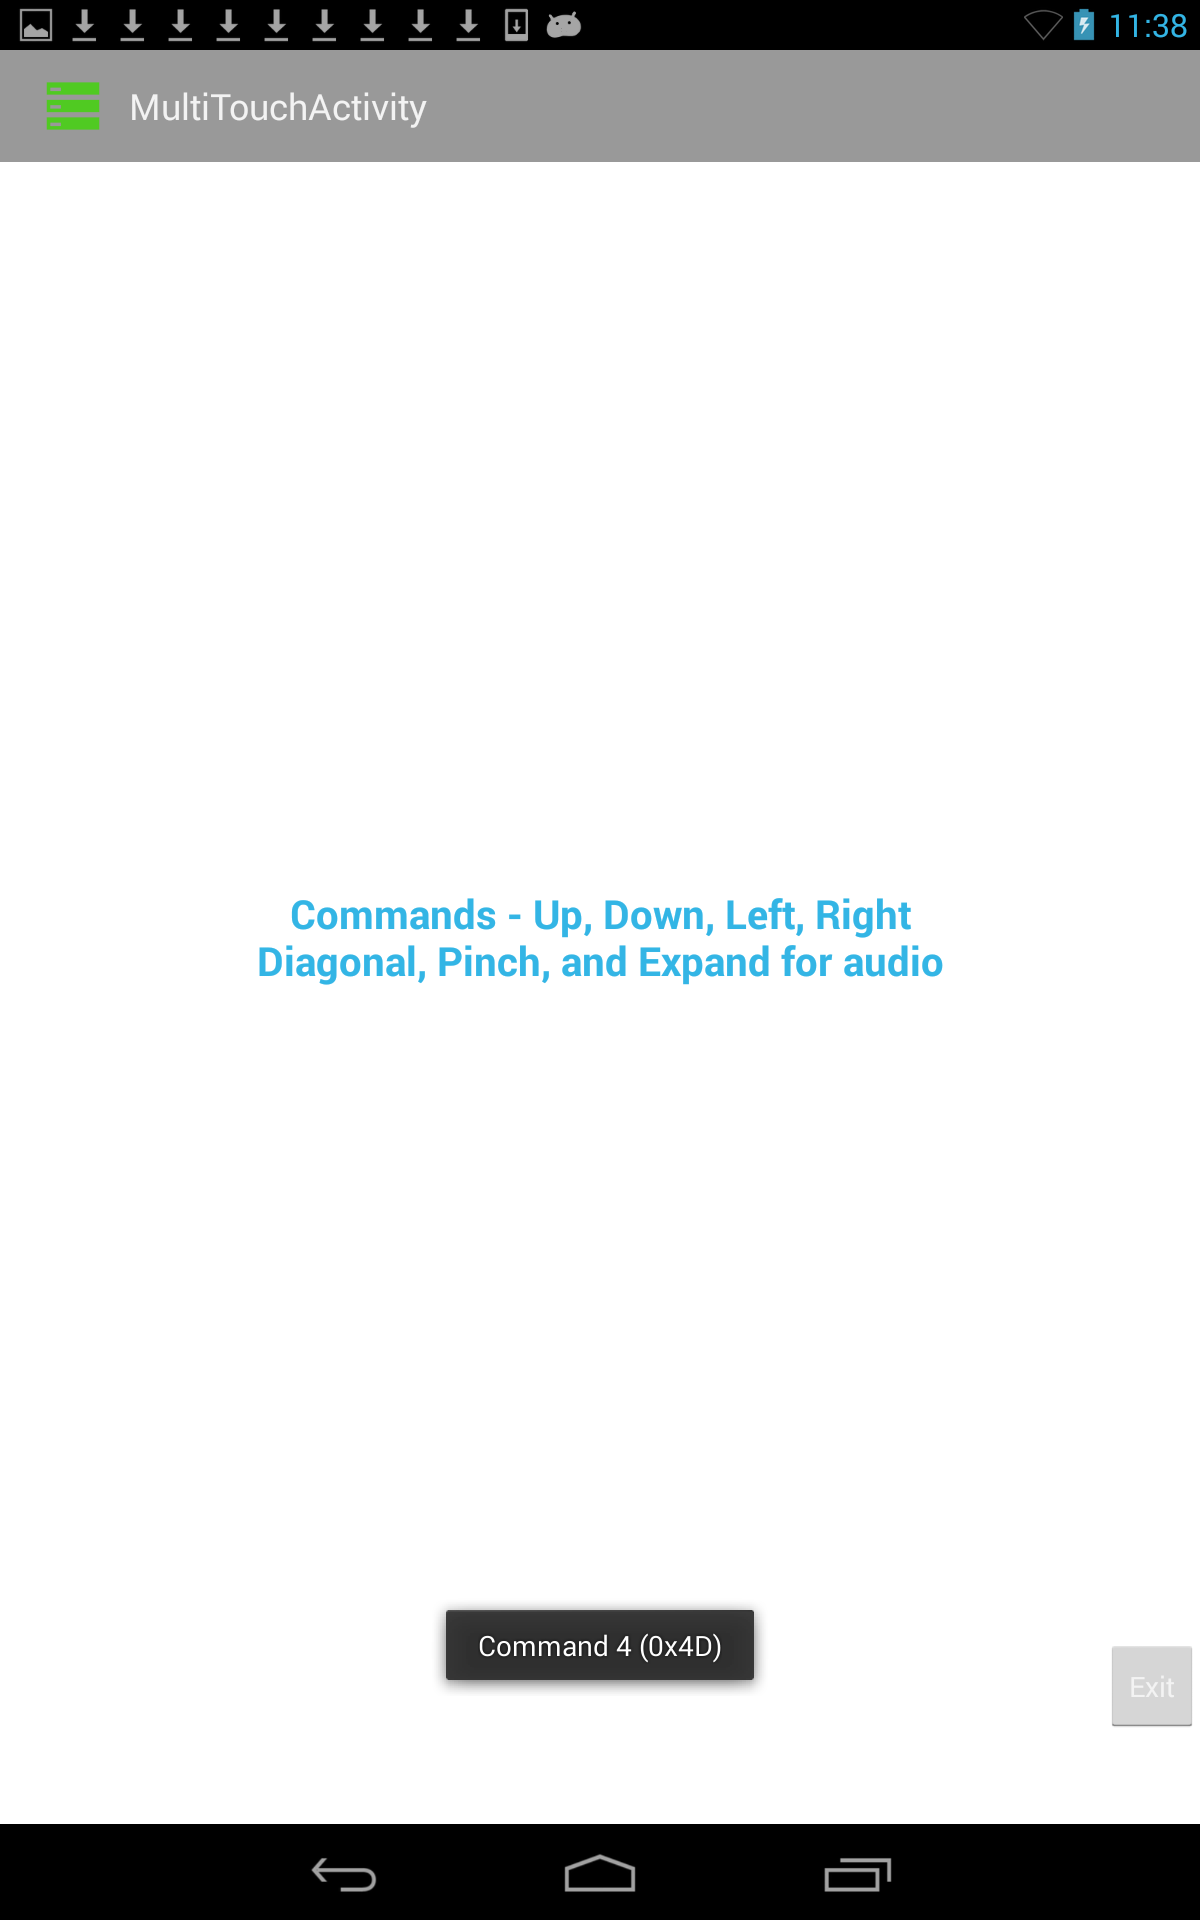 11:38
MultiTouchActivity
Commands - Up, Down, Left, Right
Diagonal, Pinch, and Expand for audio
Command 4 (0x4D)
Exit